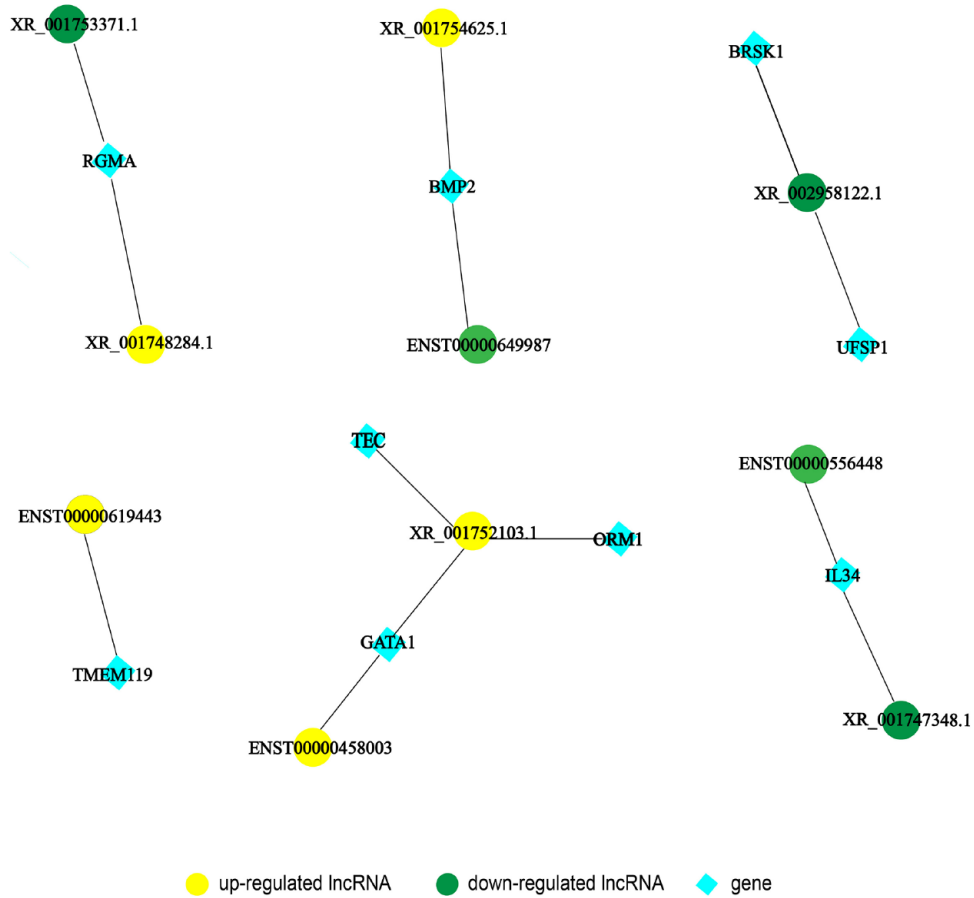 XR_001753371.1
XR_001754625.1
BRSK1
RGMA
BMP2
XR_002958122.1
XR_001748284.1
ENST00000649987
UFSP1
TEC
ENST00000556448
ENST00000619443
XR_001752103.1
ORM1
IL34
GATA1
TMEM119
XR_001747348.1
ENST00000458003
up-regulated lncRNA
down-regulated lncRNA
gene